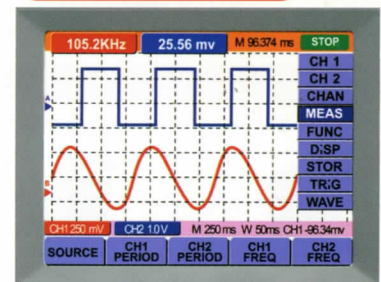 105.2KHz 25.56 mv M 96.374 ms STOP
CH 1
CH 2
CHAN
MEAS
FUNC
DiSP
STOR
TRiG
WAVE
A
B
CH1 250 mV CH2 1.0V M 250 ms W 50ms CH1 -96.34mv
SOURCE CH1 PERIOD CH2 PERIOD CH1 FREQ CH2 FREQ